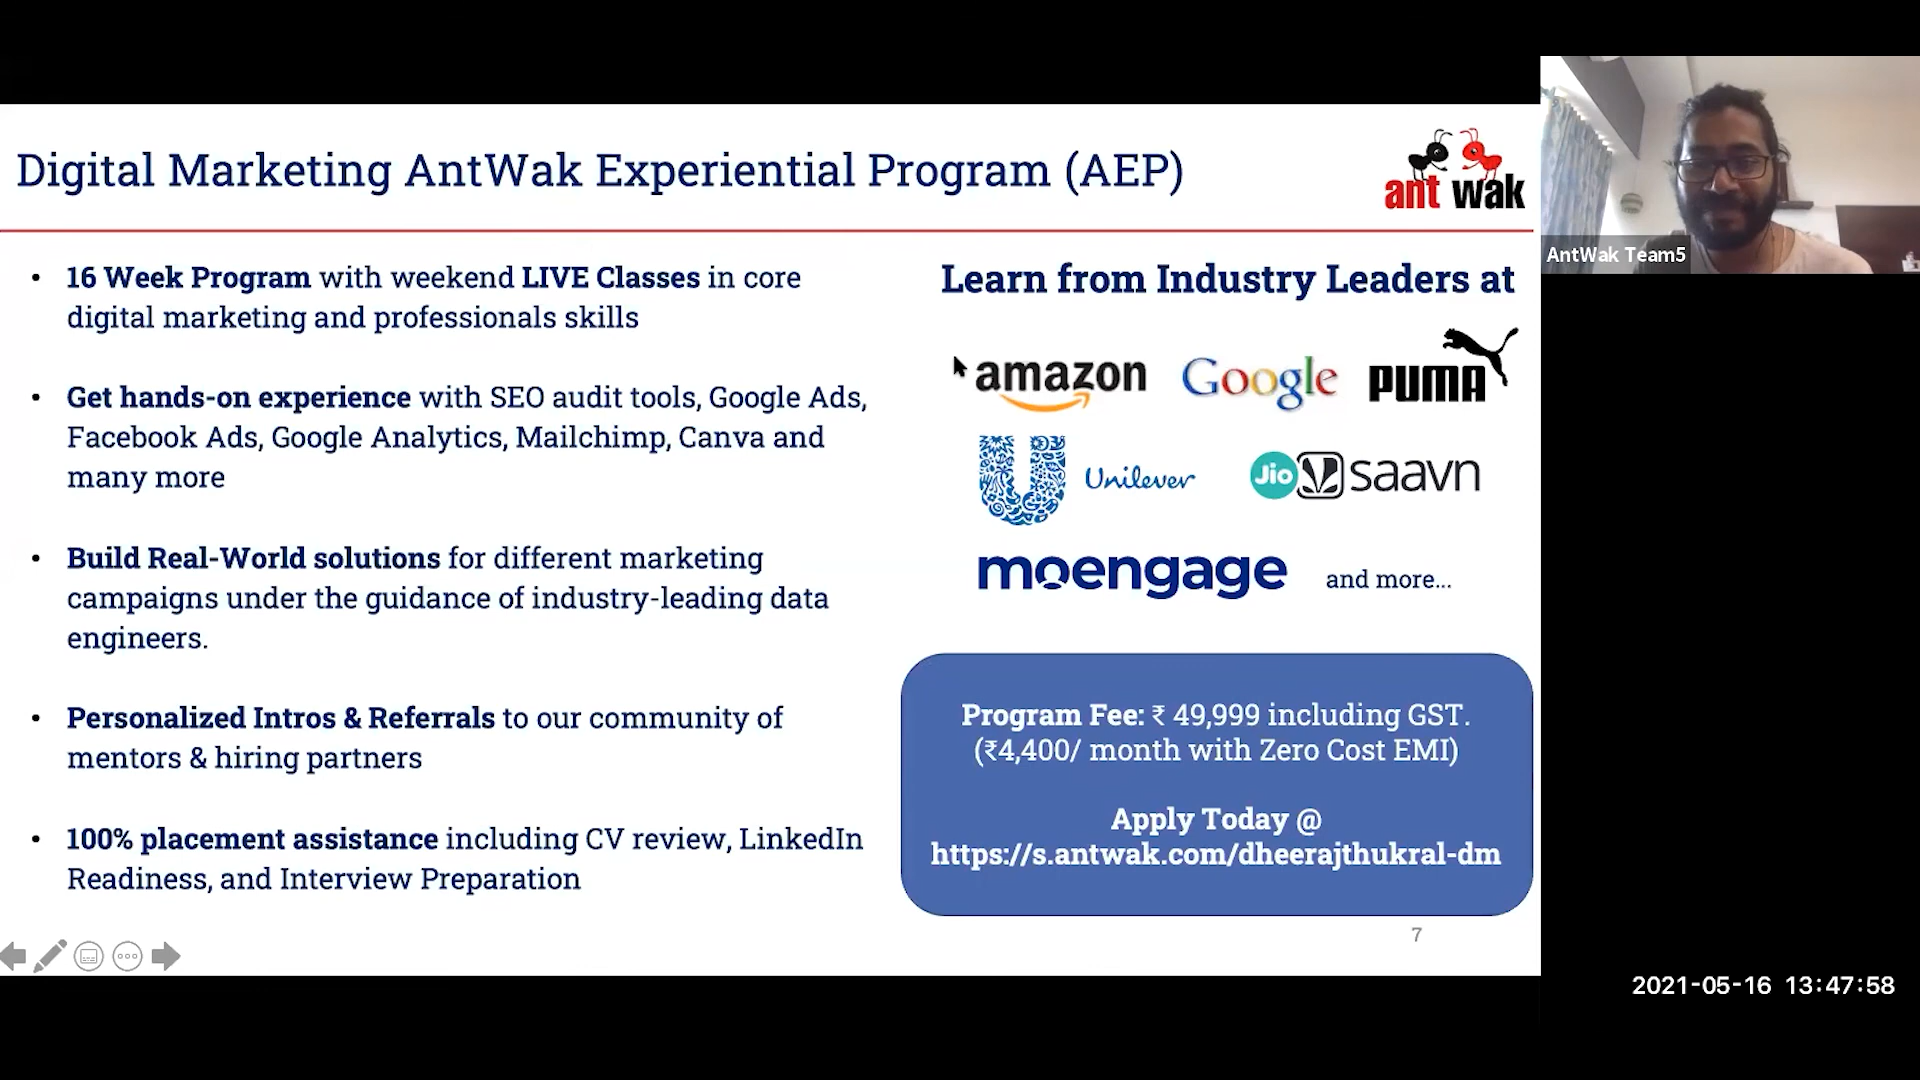 Digital Marketing AntWak Experiential Program (AEP)
ant wak
• 16 Week Program with weekend LIVE Classes in core
digital marketing and professionals skills
• Get hands-on experience with SEO audit tools, Google Ads,
Facebook Ads, Google Analytics, Mailchimp, Canva and
many more
• Build Real-World solutions for different marketing
campaigns under the guidance of industry-leading data
engineers.
• Personalized Intros & Referrals to our community of
mentors & hiring partners
• 100% placement assistance including CV review, LinkedIn
Readiness, and Interview Preparation
Learn from Industry Leaders at
amazon Google PUMA
Unilever Jio saavn
moengage and more...
Program Fee: ₹ 49,999 including GST.
(₹4,400/ month with Zero Cost EMI)
Apply Today @
https://s.antwak.com/dheerajthukral-dm
7
AntWak Team5
2021-05-16 13:47:58